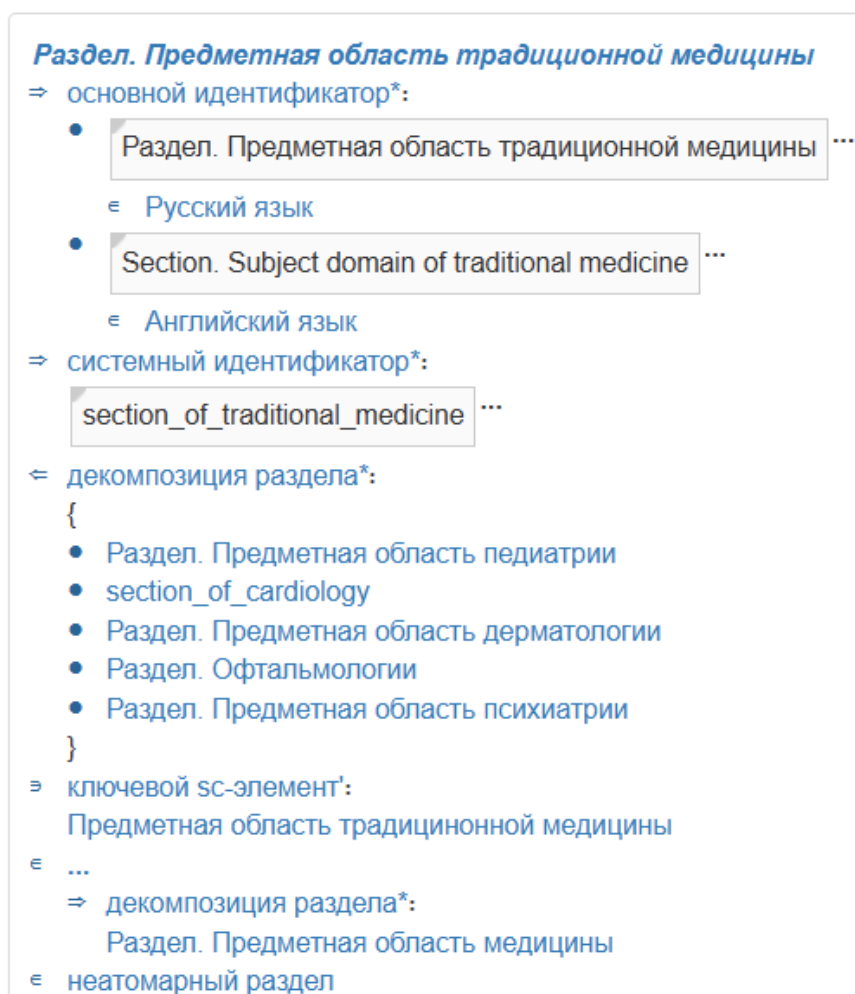 Раздел. Предметная область традиционной медицины
⇒ основной идентификатор*:
• Раздел. Предметная область традиционной медицины ...
∈ Русский язык
• Section. Subject domain of traditional medicine ...
∈ Английский язык
⇒ системный идентификатор*:
section_of_traditional_medicine ...
⇐ декомпозиция раздела*:
{
• Раздел. Предметная область педиатрии
• section_of_cardiology
• Раздел. Предметная область дерматологии
• Раздел. Офтальмологии
• Раздел. Предметная область психиатрии
}
∋ ключевой sc-элемент':
Предметная область традицинонной медицины
∈ ...
⇒ декомпозиция раздела*:
Раздел. Предметная область медицины
∈ неатомарный раздел